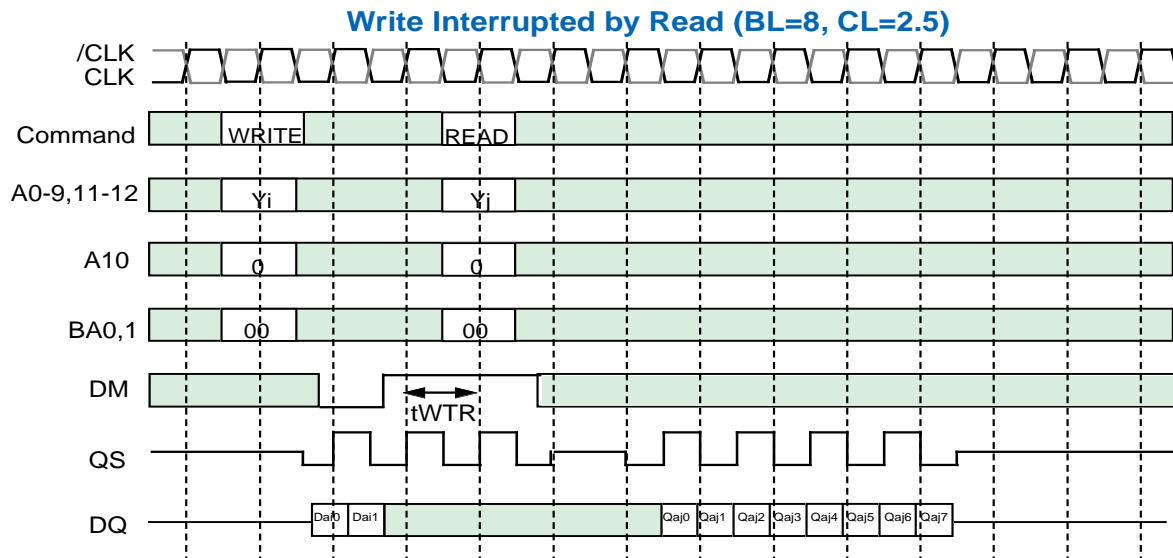 Write Interrupted by Read (BL=8, CL=2.5)
/CLK
CLK
Command WRITE READ
A0-9,11-12 Yi Yj
A10 0 0
BA0,1 00 00
DM
tWTR
QS
DQ Dai0 Dai1 Qaj0 Qaj1 Qaj2 Qaj3 Qaj4 Qaj5 Qaj6 Qaj7